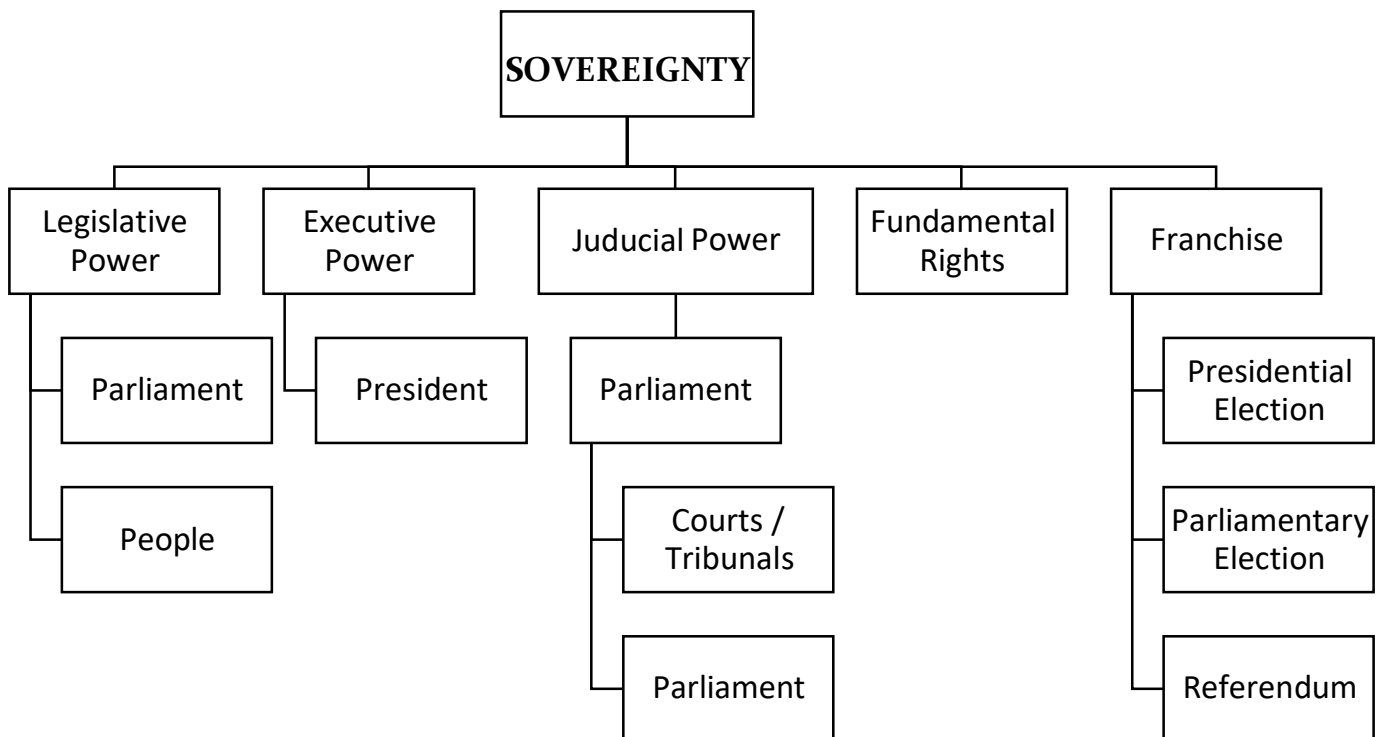 SOVEREIGNTY
Legislative
Power
Executive
Power
Juducial Power
Fundamental
Rights
Franchise
Parliament
President
Parliament
Presidential
Election
People
Courts /
Tribunals
Parliamentary
Election
Parliament
Referendum